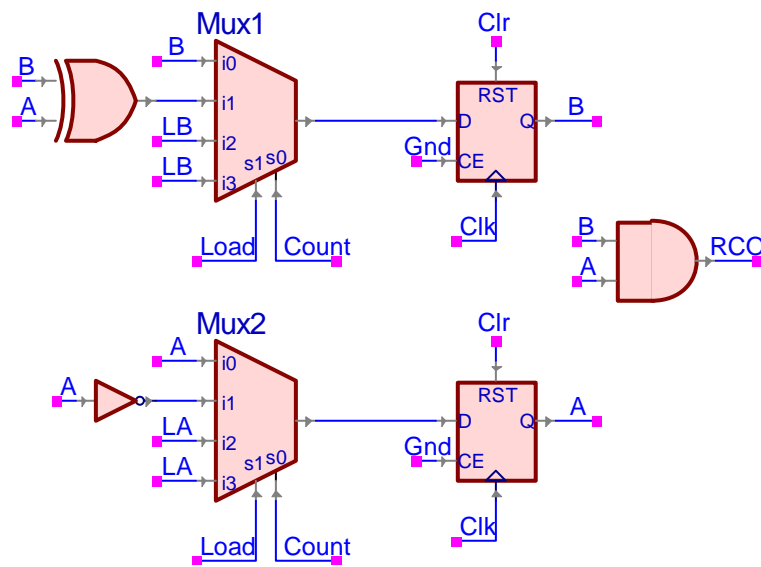 Mux1
Clr
B
i0
B
i1
RST
A
LB
i2
D
Q
B
LB
i3
Gnd
CE
s1 s0
Load
Count
Clk
B
A
RCO
Mux2
Clr
A
i0
A
i1
RST
LA
i2
D
Q
A
LA
i3
Gnd
CE
s1 s0
Load
Count
Clk